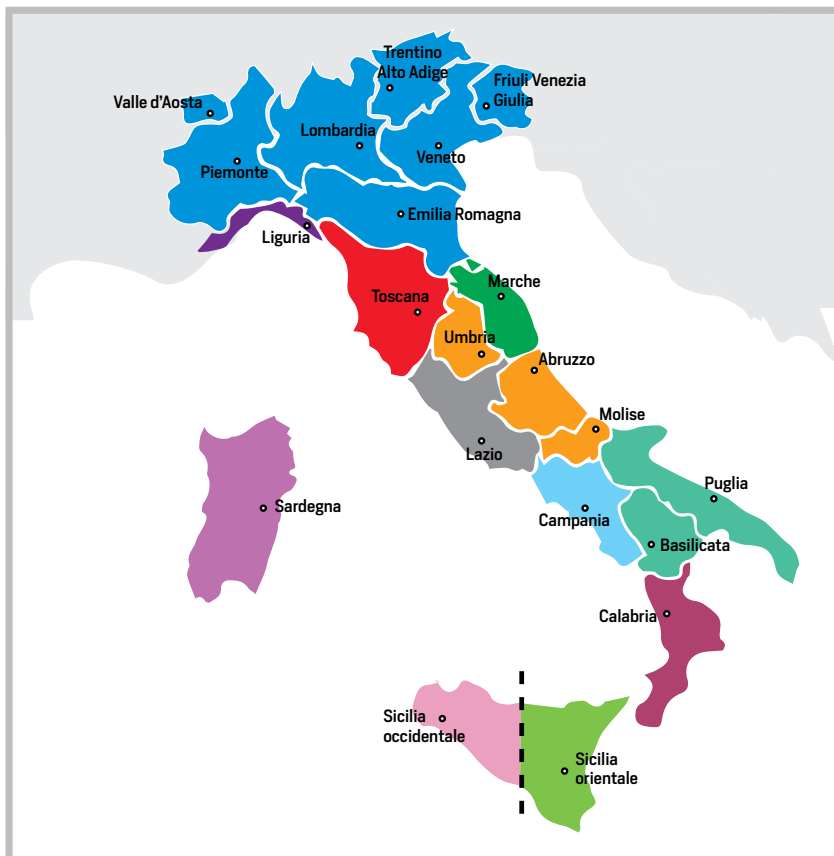 Trentino
Alto Adige
Friuli Venezia
Giulia
Valle d'Aosta
Lombardia
Veneto
Piemonte
Emilia Romagna
Liguria
Marche
Toscana
Umbria
Abruzzo
Molise
Lazio
Puglia
Sardegna
Campania
Basilicata
Calabria
Sicilia
occidentale
Sicilia
orientale